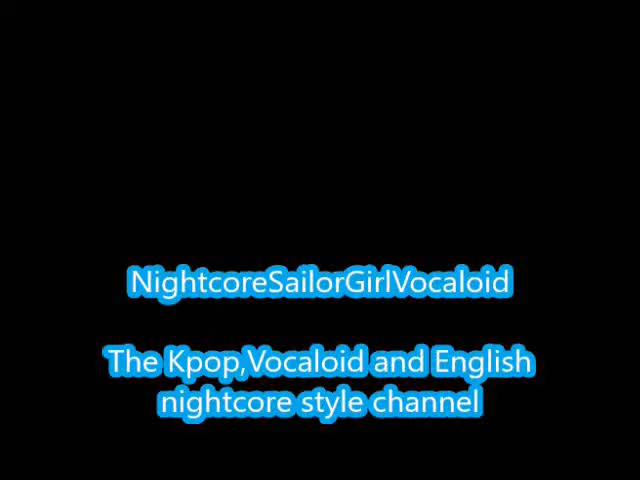 NightcoreSailorGirlVocaloid
The Kpop,Vocaloid and English
nightcore style channel